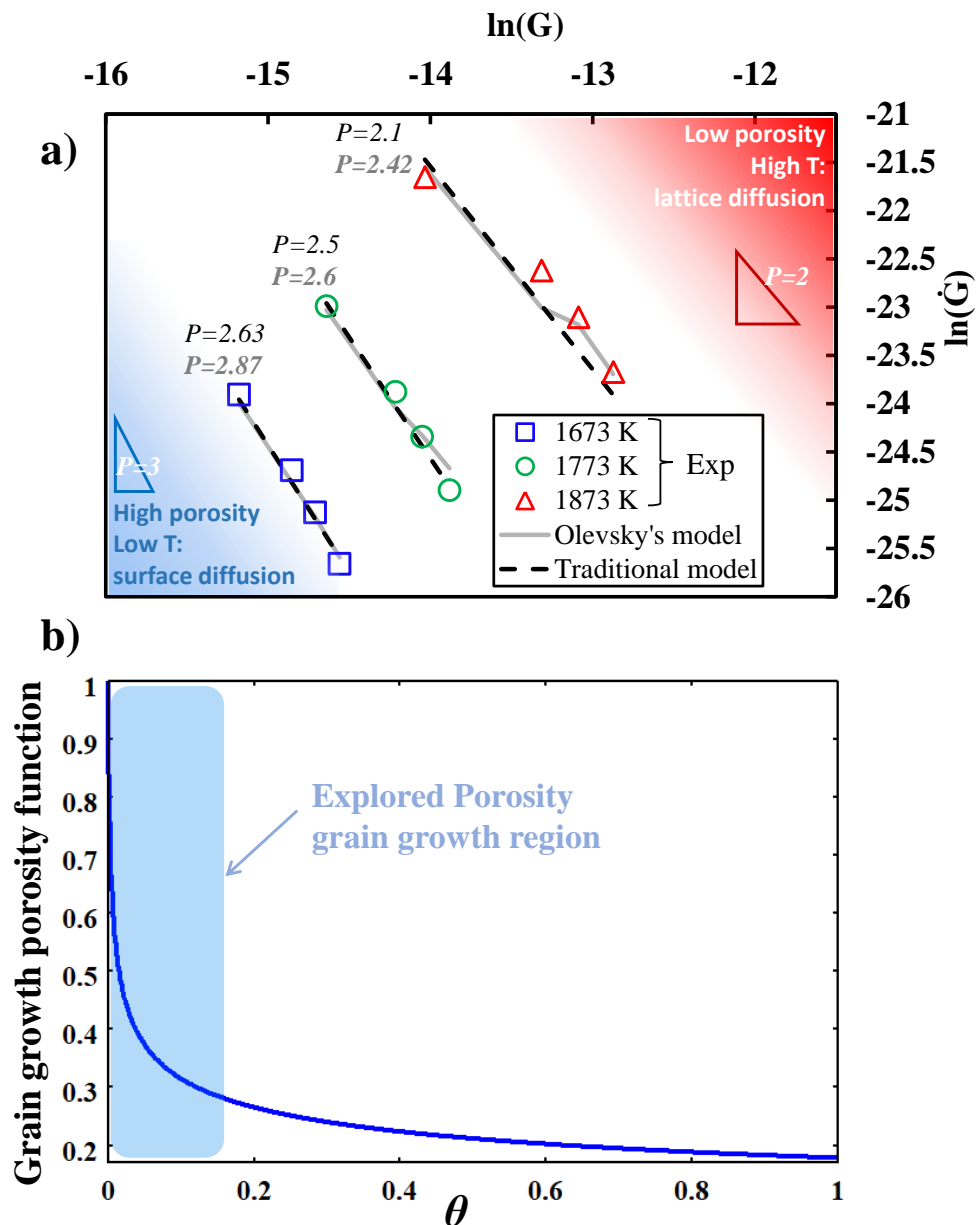 ln(G)
-16 -15 -14 -13 -12
a)
-21
-21.5
-22
-22.5
-23
-23.5
-24
-24.5
-25
-25.5
-26
ln(Ġ)
P=2.1
P=2.42
Low porosity
High T:
lattice diffusion
P=2
P=2.5
P=2.6
P=2.63
P=2.87
P=3
High porosity
Low T:
surface diffusion
1673 K
1773 K
1873 K
Exp
Olevsky's model
Traditional model
b)
Grain growth porosity function
1
0.9
0.8
0.7
0.6
0.5
0.4
0.3
0.2
Explored Porosity
grain growth region
0 0.2 0.4 0.6 0.8 1
θ